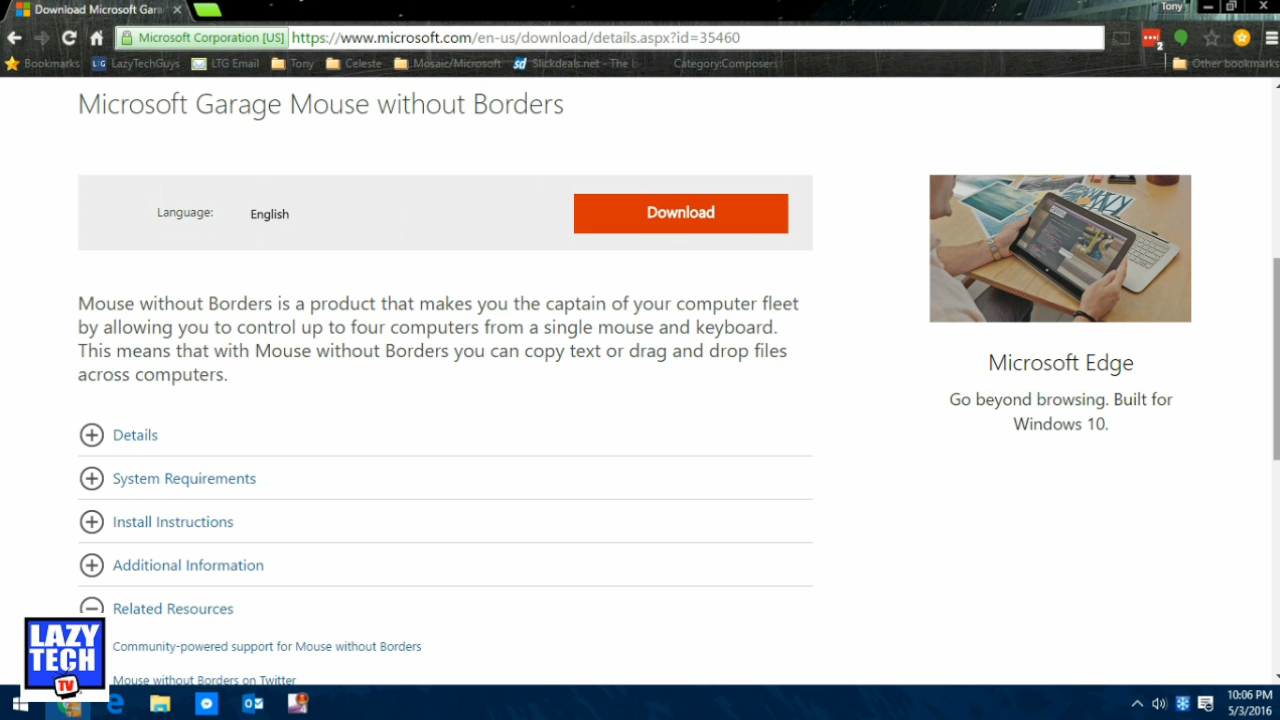 Download Microsoft Gara
Tony
Microsoft Corporation [US] https://www.microsoft.com/en-us/download/details.aspx?id=35460
2
Bookmarks LazyTechGuys LTG Email Tony Celeste Mosaic/Microsoft Slickdeals.net - The Category:Composers Other bookmarks
Microsoft Garage Mouse without Borders
Language: English Download
Mouse without Borders is a product that makes you the captain of your computer fleet
by allowing you to control up to four computers from a single mouse and keyboard.
This means that with Mouse without Borders you can copy text or drag and drop files
across computers.
Microsoft Edge
Go beyond browsing. Built for
Windows 10.
Details
System Requirements
Install Instructions
Additional Information
Related Resources
Community-powered support for Mouse without Borders
Mouse without Borders on Twitter
LAZY
TECH
TV
10:06 PM
5/3/2016